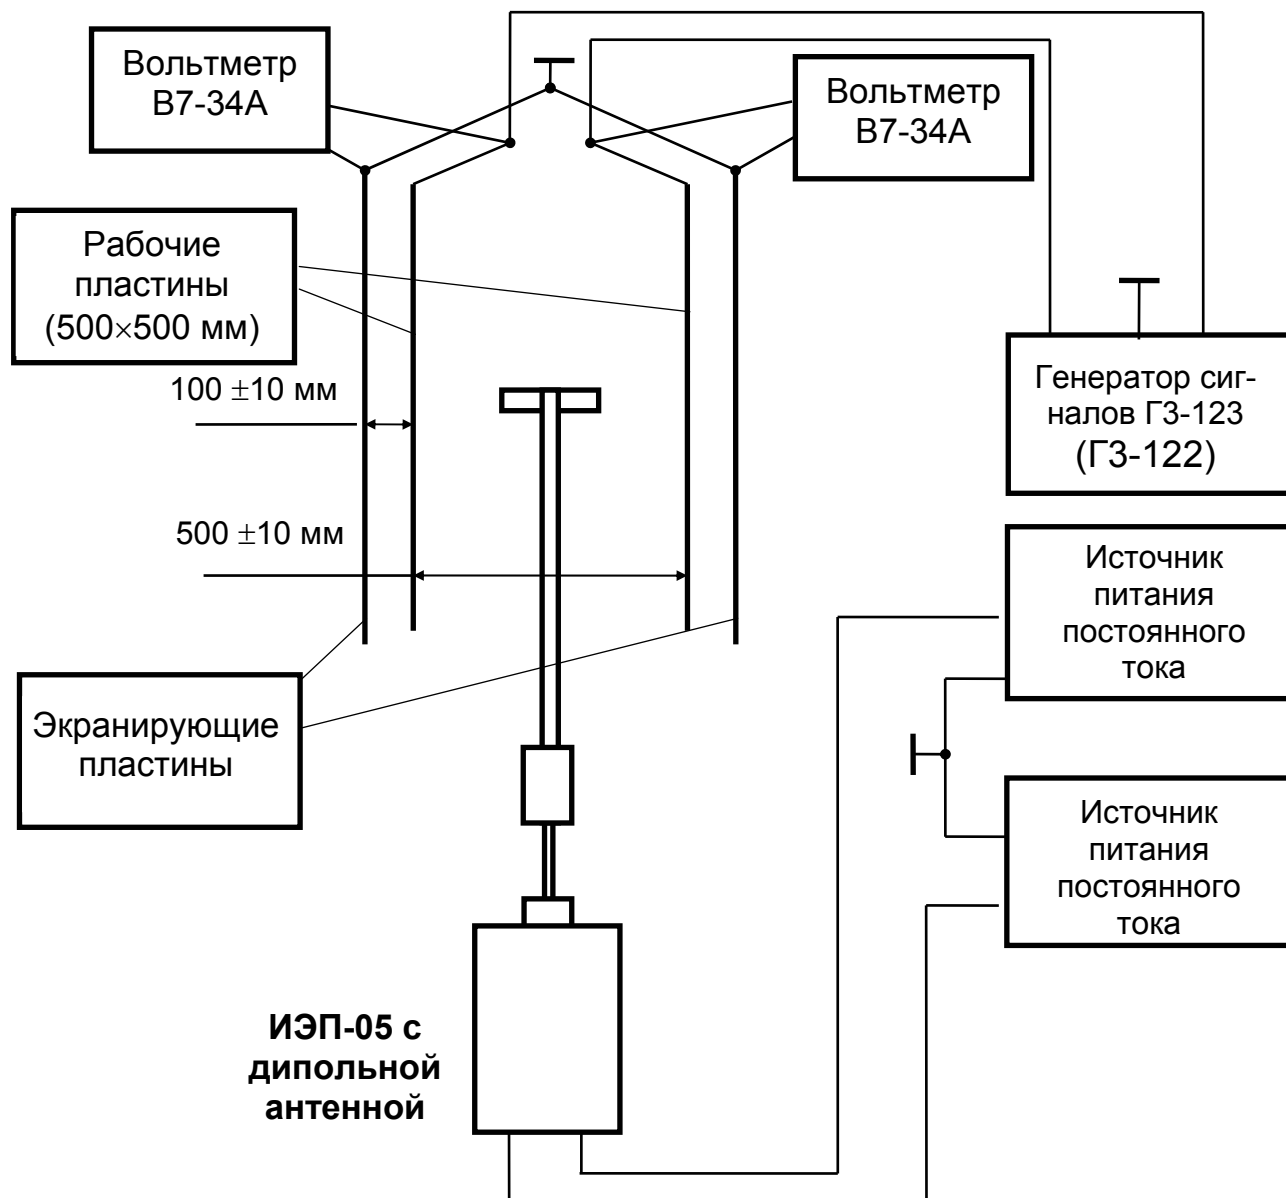 Вольтметр
В7-34А
Вольтметр
В7-34А
Рабочие
пластины
(500×500 мм)
100 ±10 мм
Генератор сиг-
налов Г3-123
(Г3-122)
500 ±10 мм
Источник
питания
постоянного
тока
Экранирующие
пластины
Источник
питания
постоянного
тока
ИЭП-05 с
дипольной
антенной